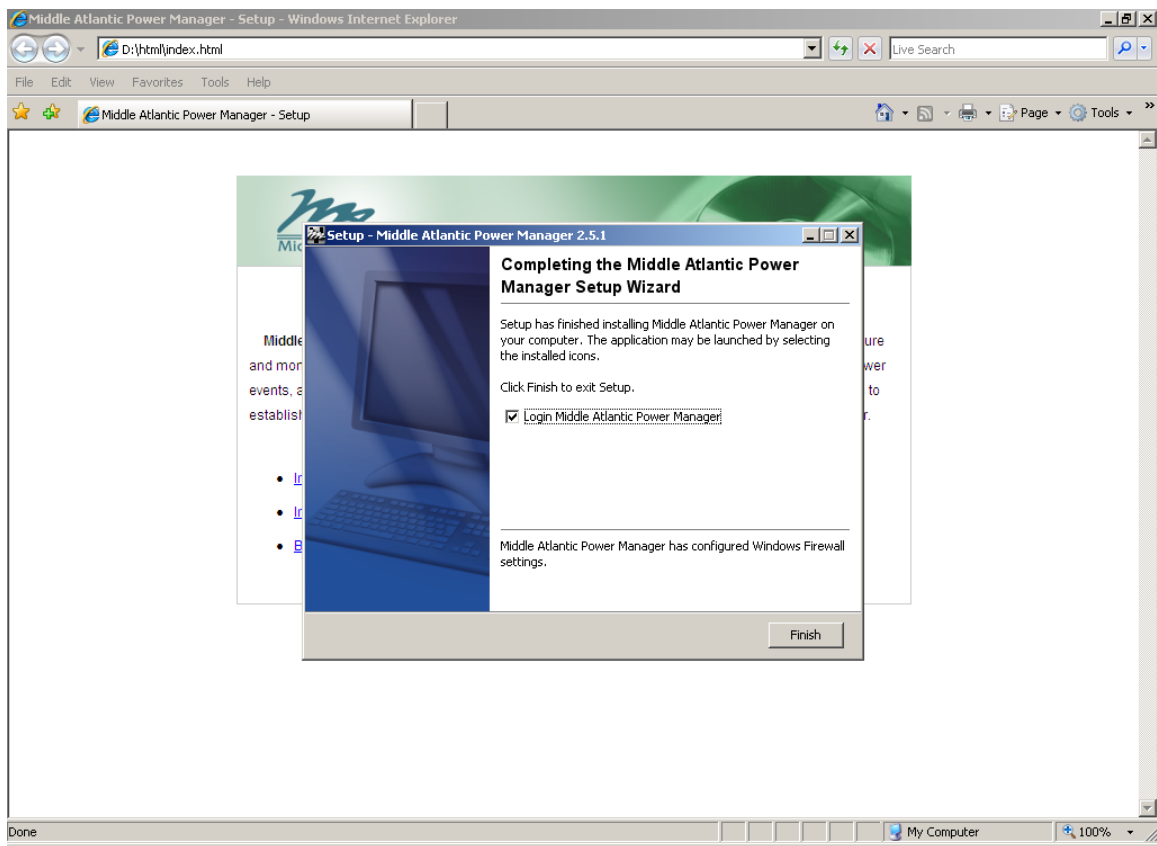 Middle Atlantic Power Manager - Setup - Windows Internet Explorer
D:\html\index.html
Live Search
File Edit View Favorites Tools Help
Middle Atlantic Power Manager - Setup
Page Tools »
Setup - Middle Atlantic Power Manager 2.5.1
Mic
Completing the Middle Atlantic Power
Manager Setup Wizard
Setup has finished installing Middle Atlantic Power Manager on
your computer. The application may be launched by selecting
the installed icons.
Click Finish to exit Setup.
Login Middle Atlantic Power Manager
Middle Atlantic Power Manager has configured Windows Firewall
settings.
Finish
Middle ure
and mor wer
events, a to
establish r.
In
In
B
Done My Computer 100%